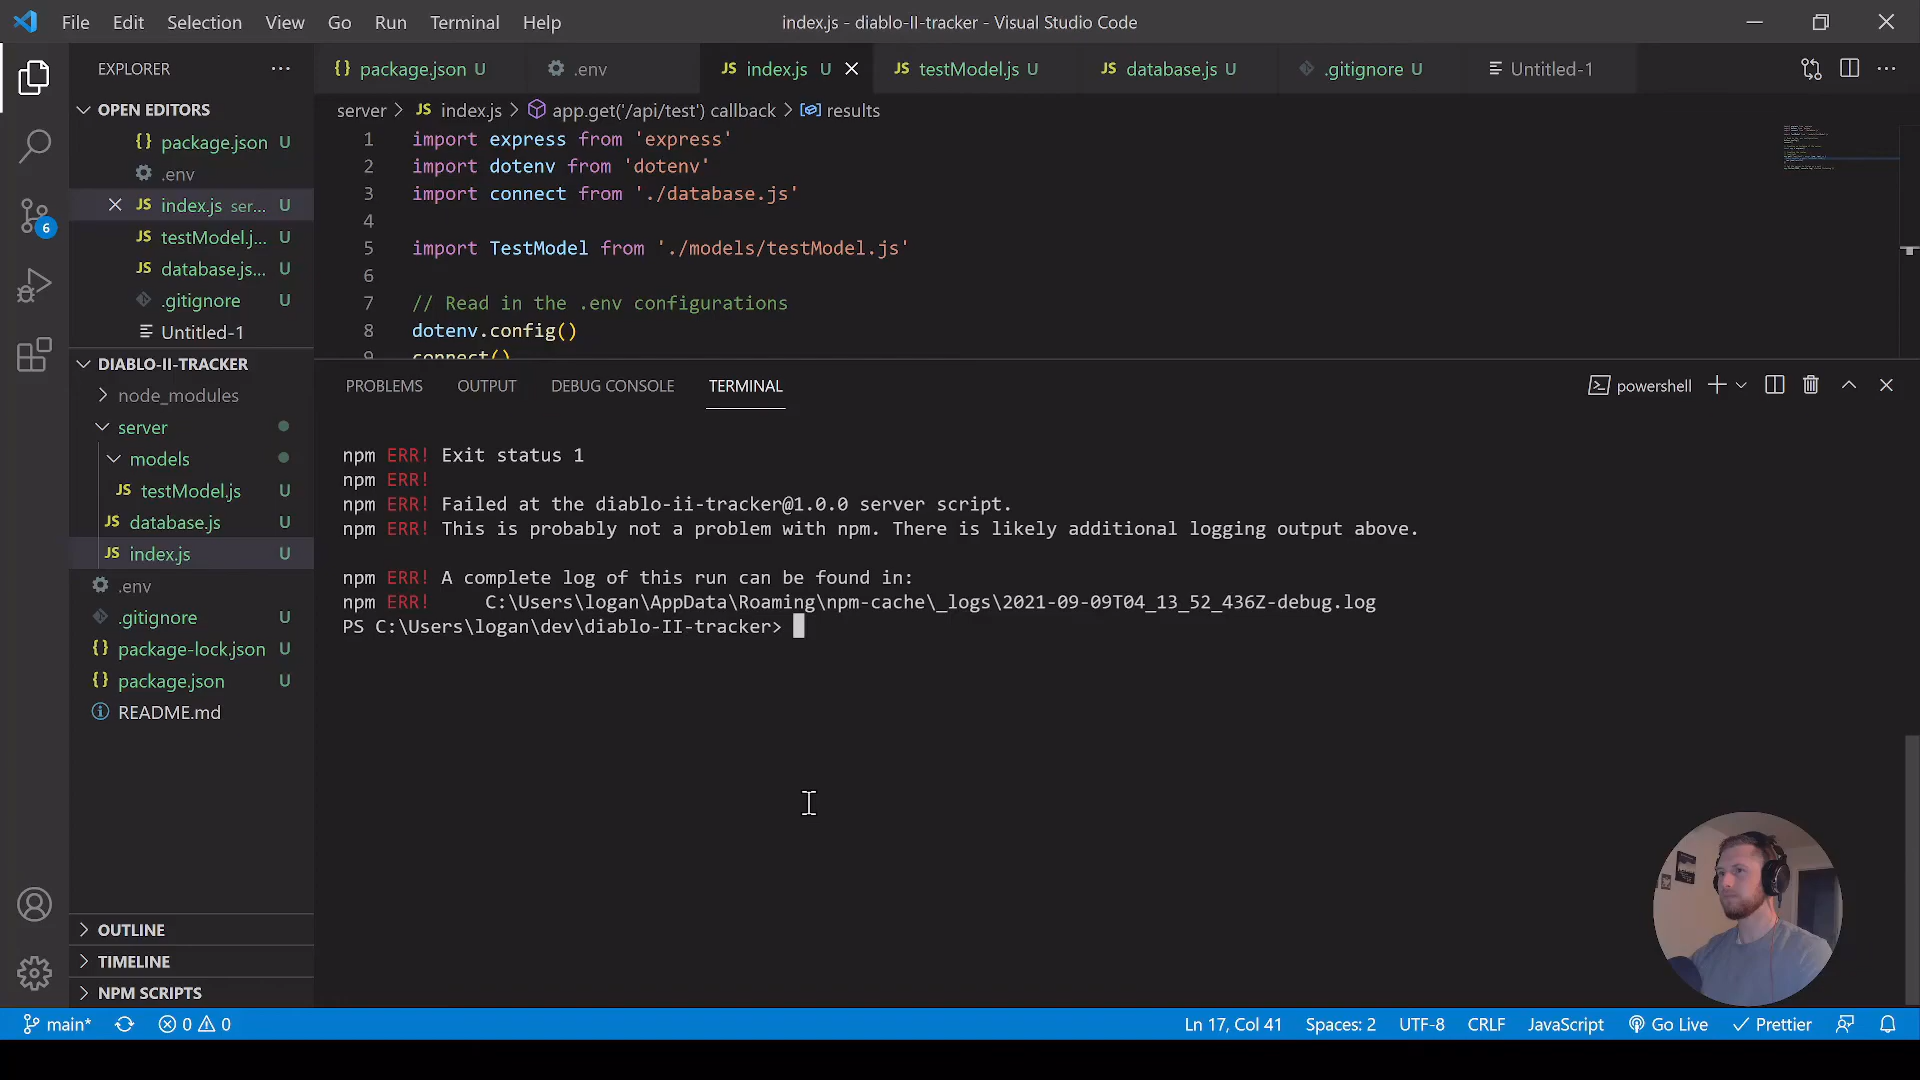 File Edit Selection View Go Run Terminal Help
index.js - diablo-II-tracker - Visual Studio Code
EXPLORER
OPEN EDITORS
package.json U
.env
index.js ser... U
testModel.j... U
database.js... U
.gitignore U
Untitled-1
DIABLO-II-TRACKER
node_modules
server
models
testModel.js U
database.js U
index.js U
.env
.gitignore U
package-lock.json U
package.json U
README.md
OUTLINE
TIMELINE
NPM SCRIPTS
6
package.json U
.env
index.js U
testModel.js U
database.js U
.gitignore U
Untitled-1
server > JS index.js > app.get('/api/test') callback > results
1 import express from 'express'
2 import dotenv from 'dotenv'
3 import connect from './database.js'
4
5 import TestModel from './models/testModel.js'
6
7 // Read in the .env configurations
8 dotenv.config()
9 connect()
PROBLEMS OUTPUT DEBUG CONSOLE TERMINAL
powershell
npm ERR! Exit status 1
npm ERR!
npm ERR! Failed at the diablo-ii-tracker@1.0.0 server script.
npm ERR! This is probably not a problem with npm. There is likely additional logging output above.
npm ERR! A complete log of this run can be found in:
npm ERR!     C:\Users\logan\AppData\Roaming\npm-cache\_logs\2021-09-09T04_13_52_436Z-debug.log
PS C:\Users\logan\dev\diablo-II-tracker>
main* 0 0
Ln 17, Col 41 Spaces: 2 UTF-8 CRLF JavaScript Go Live Prettier